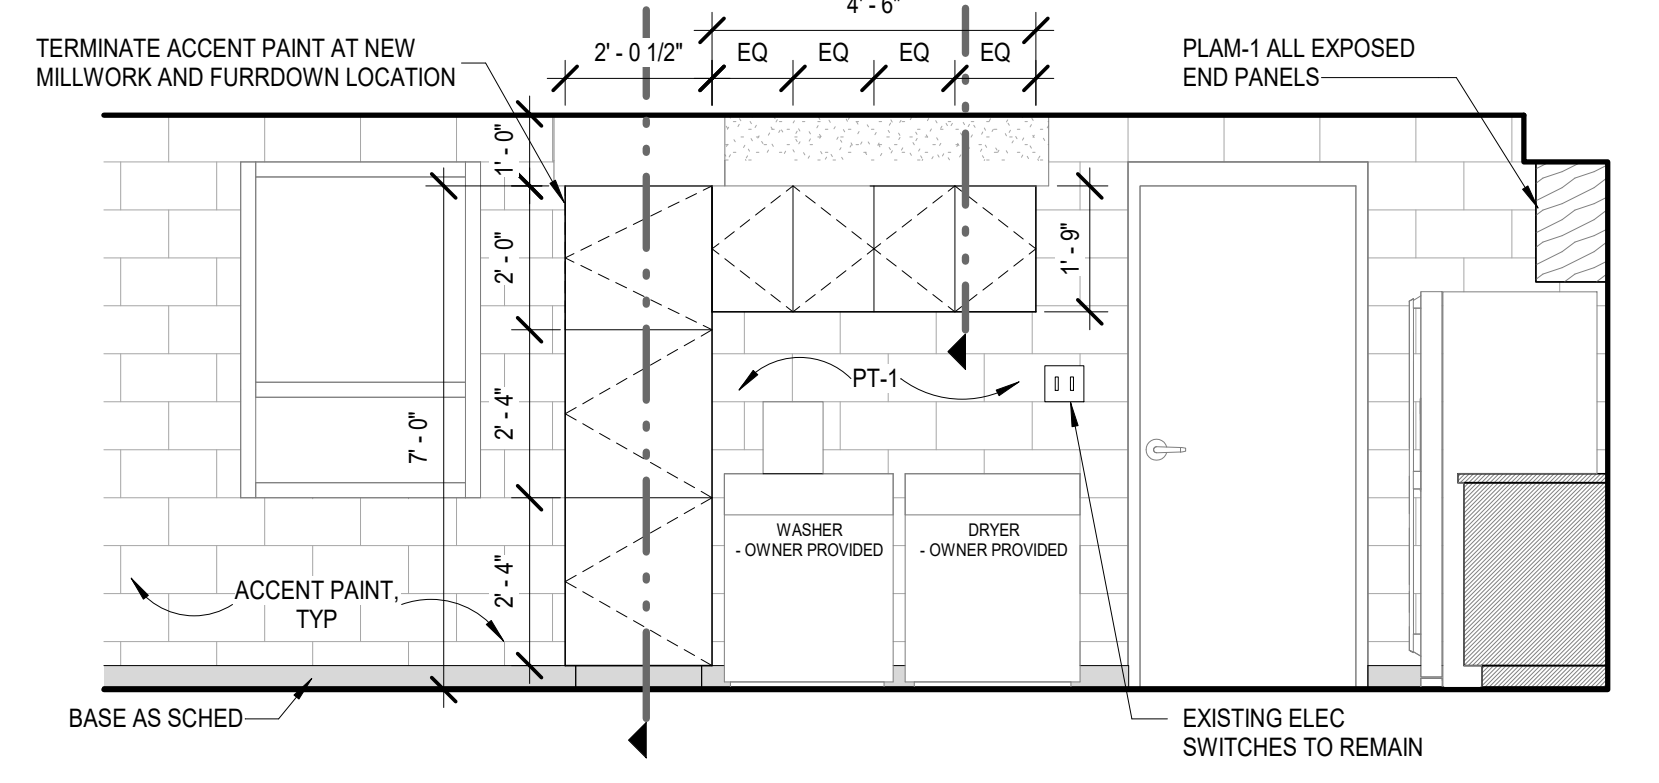 4' - 6"
TERMINATE ACCENT PAINT AT NEW
MILLWORK AND FURRDOWN LOCATION
2' - 0 1/2"
EQ
EQ
EQ
EQ
PLAM-1 ALL EXPOSED
END PANELS
1' - 0"
2' - 0"
1' - 9"
2' - 4"
7' - 0"
PT-1
WASHER
- OWNER PROVIDED
DRYER
- OWNER PROVIDED
2' - 4"
ACCENT PAINT,
TYP
BASE AS SCHED
EXISTING ELEC
SWITCHES TO REMAIN